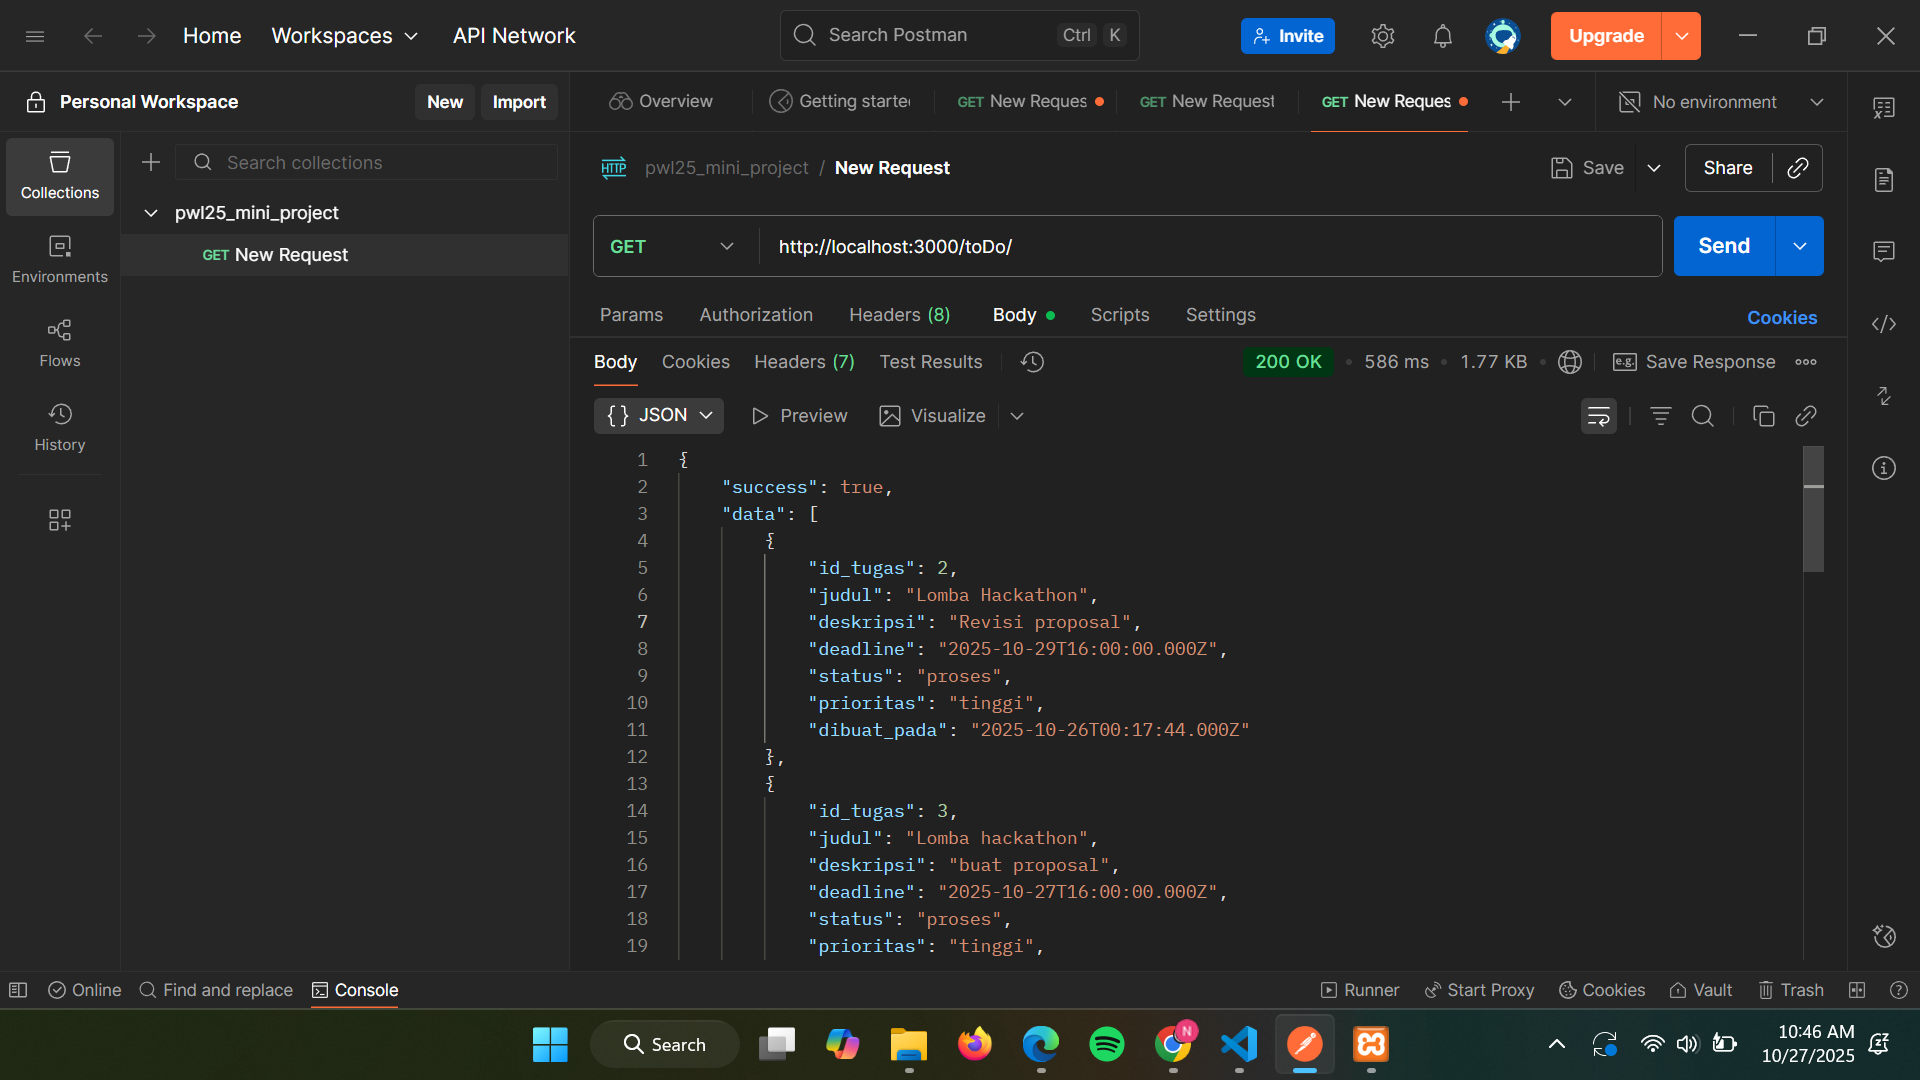 Home Workspaces API Network Search Postman Ctrl K Invite Upgrade
Personal Workspace New Import Overview Getting starte GET New Reques GET New Request GET New Reques No environment
Collections
Search collections
pwl25_mini_project
GET New Request
Environments
Flows
History
HTTP pwl25_mini_project / New Request Save Share
GET http://localhost:3000/toDo/ Send
Params Authorization Headers (8) Body Scripts Settings Cookies
Body Cookies Headers (7) Test Results 200 OK 586 ms 1.77 KB e.g. Save Response
{} JSON Preview Visualize
1 {
2 "success": true,
3 "data": [
4 {
5 "id_tugas": 2,
6 "judul": "Lomba Hackathon",
7 "deskripsi": "Revisi proposal",
8 "deadline": "2025-10-29T16:00:00.000Z",
9 "status": "proses",
10 "prioritas": "tinggi",
11 "dibuat_pada": "2025-10-26T00:17:44.000Z"
12 },
13 {
14 "id_tugas": 3,
15 "judul": "Lomba hackathon",
16 "deskripsi": "buat proposal",
17 "deadline": "2025-10-27T16:00:00.000Z",
18 "status": "proses",
19 "prioritas": "tinggi",
Online Find and replace Console Runner Start Proxy Cookies Vault Trash
Search N 10:46 AM
10/27/2025